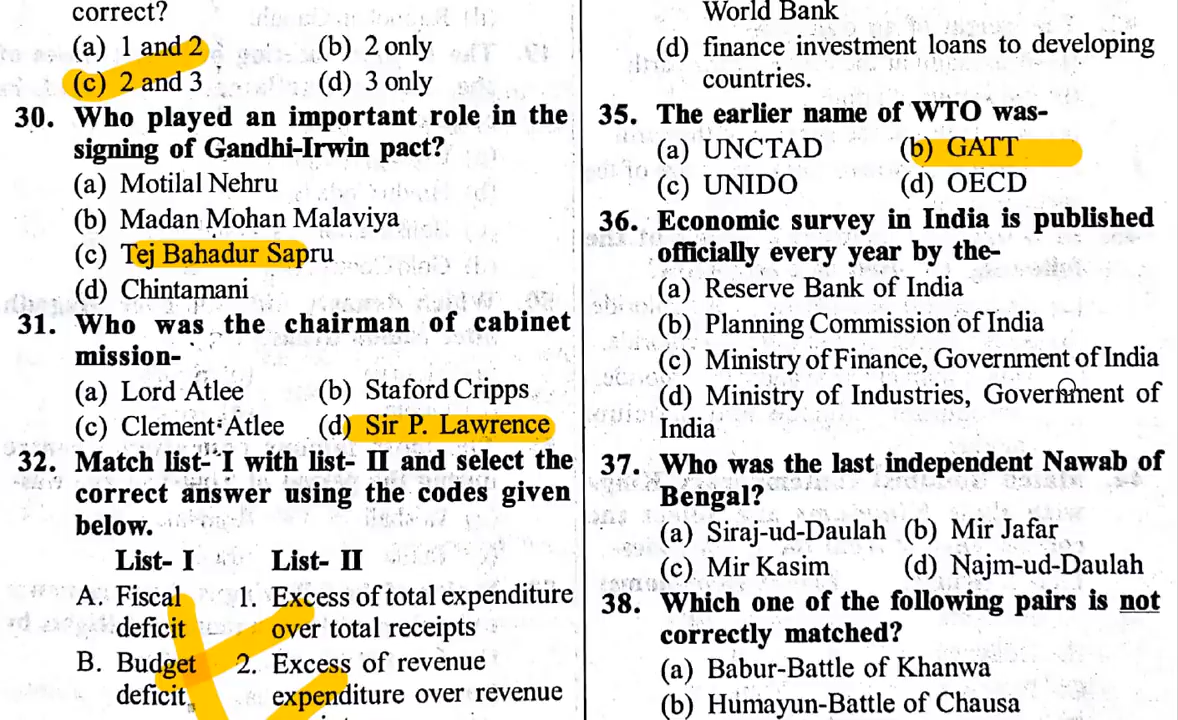 correct?
(a) 1 and 2 (b) 2 only
(c) 2 and 3 (d) 3 only
30. Who played an important role in the
signing of Gandhi-Irwin pact?
(a) Motilal Nehru
(b) Madan Mohan Malaviya
(c) Tej Bahadur Sapru
(d) Chintamani
31. Who was the chairman of cabinet
mission-
(a) Lord Atlee (b) Staford Cripps
(c) Clement Atlee (d) Sir P. Lawrence
32. Match list- I with list- II and select the
correct answer using the codes given
below.
List- I List- II
A. Fiscal 1. Excess of total expenditure
deficit over total receipts
B. Budget 2. Excess of revenue
deficit expenditure over revenue
World Bank
(d) finance investment loans to developing
countries.
35. The earlier name of WTO was-
(a) UNCTAD (b) GATT
(c) UNIDO (d) OECD
36. Economic survey in India is published
officially every year by the-
(a) Reserve Bank of India
(b) Planning Commission of India
(c) Ministry of Finance, Government of India
(d) Ministry of Industries, Government of
India
37. Who was the last independent Nawab of
Bengal?
(a) Siraj-ud-Daulah (b) Mir Jafar
(c) Mir Kasim (d) Najm-ud-Daulah
38. Which one of the following pairs is not
correctly matched?
(a) Babur-Battle of Khanwa
(b) Humayun-Battle of Chausa